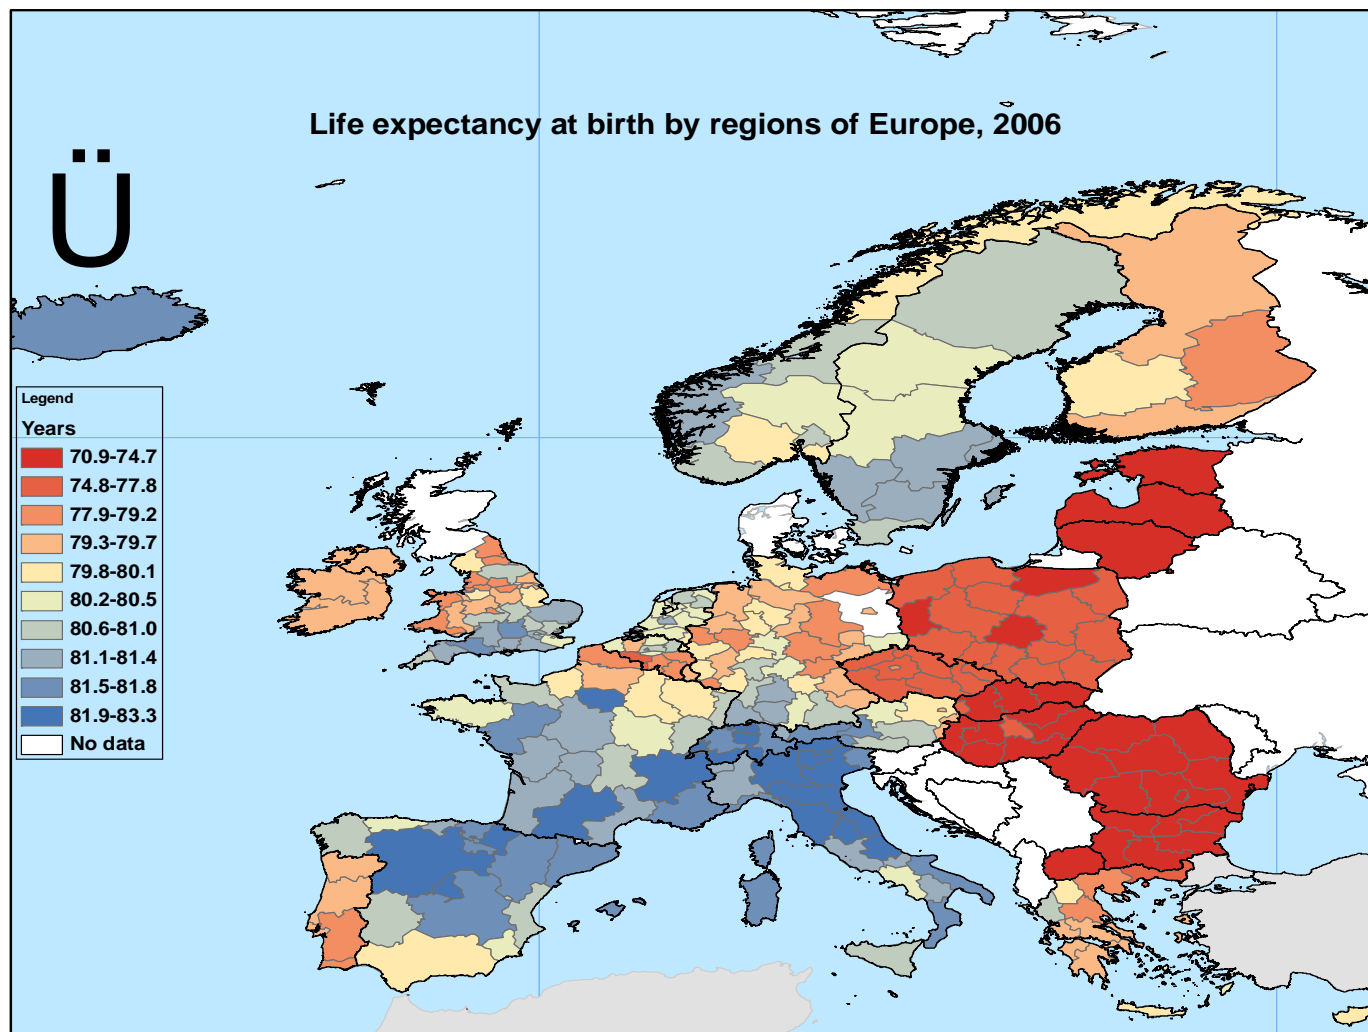 Life expectancy at birth by regions of Europe, 2006
Ü
Legend
Years
70.9-74.7
74.8-77.8
77.9-79.2
79.3-79.7
79.8-80.1
80.2-80.5
80.6-81.0
81.1-81.4
81.5-81.8
81.9-83.3
No data